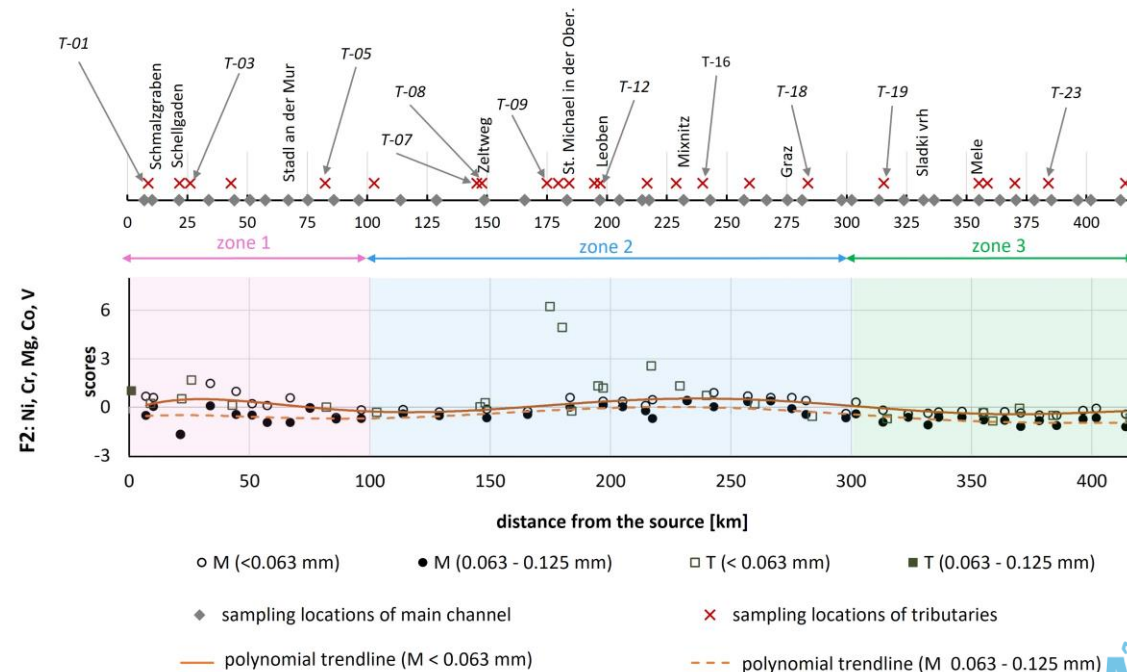 T-01
Schmalzgraben
Schellgaden
T-03
Stadl an der Mur
T-05
T-07
T-08
Zeltweg
T-09
St. Michael in der Ober.
Leoben
T-12
Mixnitz
T-16
Graz
T-18
T-19
Sladki vrh
Mele
T-23
0 25 50 75 100 125 150 175 200 225 250 275 300 325 350 375 400
zone 1 zone 2 zone 3
F2: Ni, Cr, Mg, Co, V
scores
6
3
0
-3
0 50 100 150 200 250 300 350 400
distance from the source [km]
M (<0.063 mm) M (0.063 - 0.125 mm) T (< 0.063 mm) T (0.063 - 0.125 mm)
sampling locations of main channel sampling locations of tributaries
polynomial trendline (M < 0.063 mm) polynomial trendline (M 0.063 - 0.125 mm)